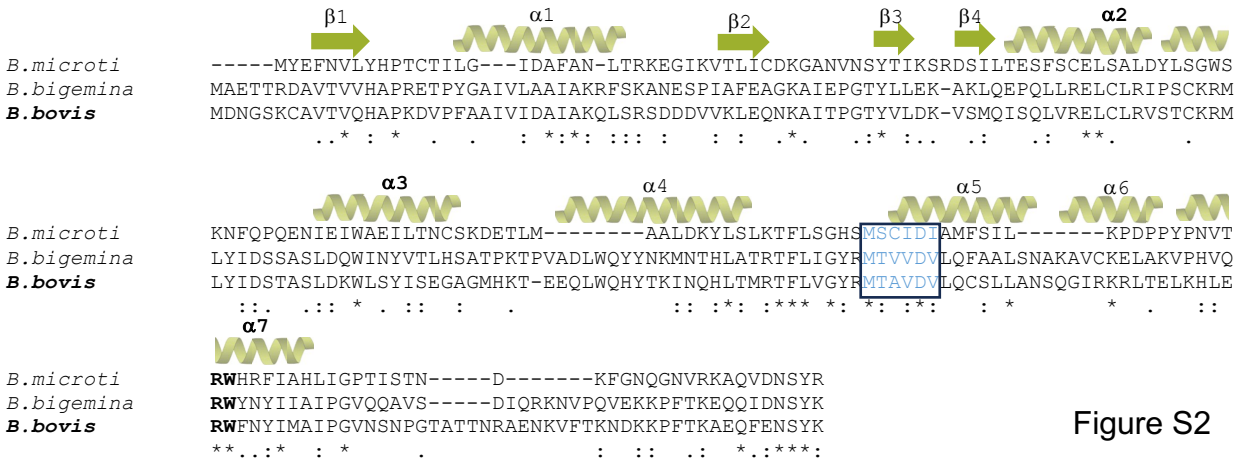 β1 α1 β2 β3 β4 α2
B.microti -----MYEFNVLYHPTCTILG---IDAFAN-LTRKEGIKVTLICDKGANVNSYTIKSRDSILTESFSCELSALDYLSGWS
B.bigemina MAETTRDAVTVVHAPRETPYGAIVLAAIAKRFSKANESPIAFEAGKAIEPGTYLLEK-AKLQEPQLLRELCLRIPSCKRM
B.bovis MDNGSKCAVTVQHAPKDVPFAAIVIDAIAKQLSRSDDDVVKLEQNKAITPGTYVLDK-VSMQISQLVRELCLRVSTCKRM
..* : * . . : *:*: ::: : : . * . :* :.. .: : . : **. .
α3 α4 α5 α6
B.microti KNFQPQENIEIWAEILTNCSKDETLM--------AALDKYLSLKTFLSGHSMSCIDIAMFSIL-------KPDPPYPNVT
B.bigemina LYIDSSASLDQWINYVTLHSATPKTPVADLWQYYNKMNTHLATRTFLIGYRMTVVDVLQFAALSNAKAVCKELAKVPHVQ
B.bovis LYIDSTASLDKWLSYISEGAGMHKT-EEQLWQHYTKINQHLTMRTFLVGYRMTAVDVLQCSLLANSQGIRKRLTELKHLE
::. .:: * . :: : . :: :* :*** *: *: :*: : * * . ::
α7
B.microti RWHRFIAHLIGPTISTN-----D-------KFGNQGNVRKAQVDNSYR
B.bigemina RWYNYIIAIPGVQQAVS-----DIQRKNVPQVEKKPFTKEQQIDNSYK
B.bovis RWFNYIMAIPGVNSNPGTATTNRAENKVFTKNDKKPFTKAEQFENSYK
**..:* : * . : :: .: *.:***:
Figure S2